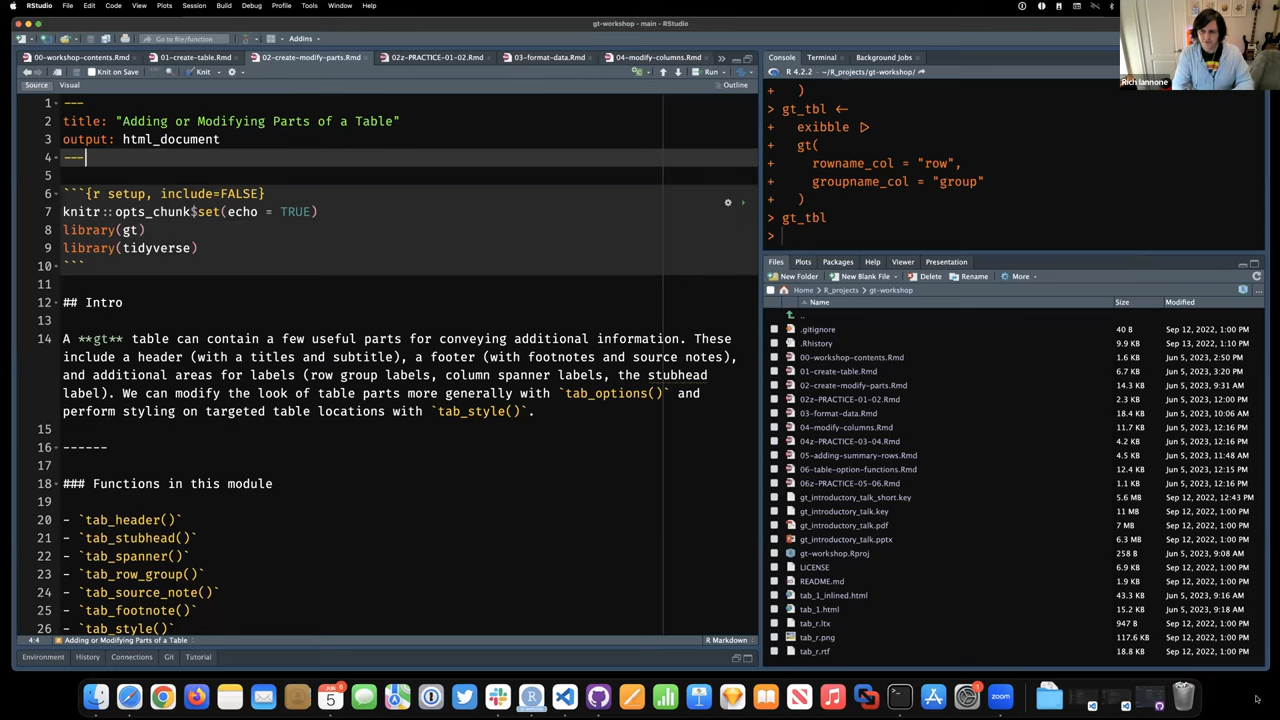 RStudio File Edit Code View Plots Session Build Debug Profile Tools Window Help
gt-workshop - main - RStudio
Go to file/function Addins
00-workshop-contents.Rmd 01-create-table.Rmd 02-create-modify-parts.Rmd 02z-PRACTICE-01-02.Rmd 03-format-data.Rmd 04-modify-columns.Rmd
Knit on Save Knit Run
Source Visual Outline
1 ---
2 title: "Adding or Modifying Parts of a Table"
3 output: html_document
4 ---
5
6 ```{r setup, include=FALSE}
7 knitr::opts_chunk$set(echo = TRUE)
8 library(gt)
9 library(tidyverse)
10 ```
11
12 ## Intro
13
14 A **gt** table can contain a few useful parts for conveying additional information. These
include a header (with a titles and subtitle), a footer (with footnotes and source notes),
and additional areas for labels (row group labels, column spanner labels, the stubhead
label). We can modify the look of table parts more generally with `tab_options()` and
perform styling on targeted table locations with `tab_style()`.
15
16 ------
17
18 ### Functions in this module
19
20 - `tab_header()`
21 - `tab_stubhead()`
22 - `tab_spanner()`
23 - `tab_row_group()`
24 - `tab_source_note()`
25 - `tab_footnote()`
26 - `tab_style()`
4:4 Adding or Modifying Parts of a Table R Markdown
Environment History Connections Git Tutorial
Console Terminal Background Jobs
R 4.2.2 · ~/R_projects/gt-workshop/
+ )
> gt_tbl <-
+ exibble |>
+ gt(
+ rowname_col = "row",
+ groupname_col = "group"
+ )
> gt_tbl
>
Files Plots Packages Help Viewer Presentation
New Folder New Blank File Delete Rename More
Home R_projects gt-workshop
Name Size Modified
..
.gitignore 40 B Sep 12, 2022, 1:00 PM
.Rhistory 9.9 KB Sep 13, 2022, 1:10 PM
00-workshop-contents.Rmd 1.6 KB Jun 5, 2023, 2:50 PM
01-create-table.Rmd 6.7 KB Jun 5, 2023, 3:20 PM
02-create-modify-parts.Rmd 14.3 KB Jun 5, 2023, 9:31 AM
02z-PRACTICE-01-02.Rmd 2.3 KB Jun 5, 2023, 12:00 PM
03-format-data.Rmd 18.4 KB Jun 5, 2023, 10:06 AM
04-modify-columns.Rmd 11.7 KB Jun 5, 2023, 12:16 PM
04z-PRACTICE-03-04.Rmd 4.2 KB Jun 5, 2023, 12:16 PM
05-adding-summary-rows.Rmd 4.5 KB Jun 5, 2023, 11:48 AM
06-table-option-functions.Rmd 12.4 KB Jun 5, 2023, 12:15 PM
06z-PRACTICE-05-06.Rmd 1.1 KB Jun 5, 2023, 12:16 PM
gt_introductory_talk_short.key 5.6 MB Sep 12, 2022, 12:43 PM
gt_introductory_talk.key 11 MB Sep 12, 2022, 1:00 PM
gt_introductory_talk.pdf 7 MB Sep 12, 2022, 1:00 PM
gt_introductory_talk.pptx 6.3 MB Sep 12, 2022, 1:00 PM
gt-workshop.Rproj 258 B Jun 5, 2023, 9:08 AM
LICENSE 6.9 KB Sep 12, 2022, 1:00 PM
README.md 1.9 KB Sep 12, 2022, 1:00 PM
tab_1_inlined.html 43.3 KB Jun 5, 2023, 9:16 AM
tab_1.html 15.2 KB Jun 5, 2023, 9:18 AM
tab_r.ltx 947 B Sep 12, 2022, 1:00 PM
tab_r.png 117.6 KB Sep 12, 2022, 1:00 PM
tab_r.rtf 18.8 KB Sep 12, 2022, 1:00 PM
Rich Iannone
JUN 6
5
1
zoom